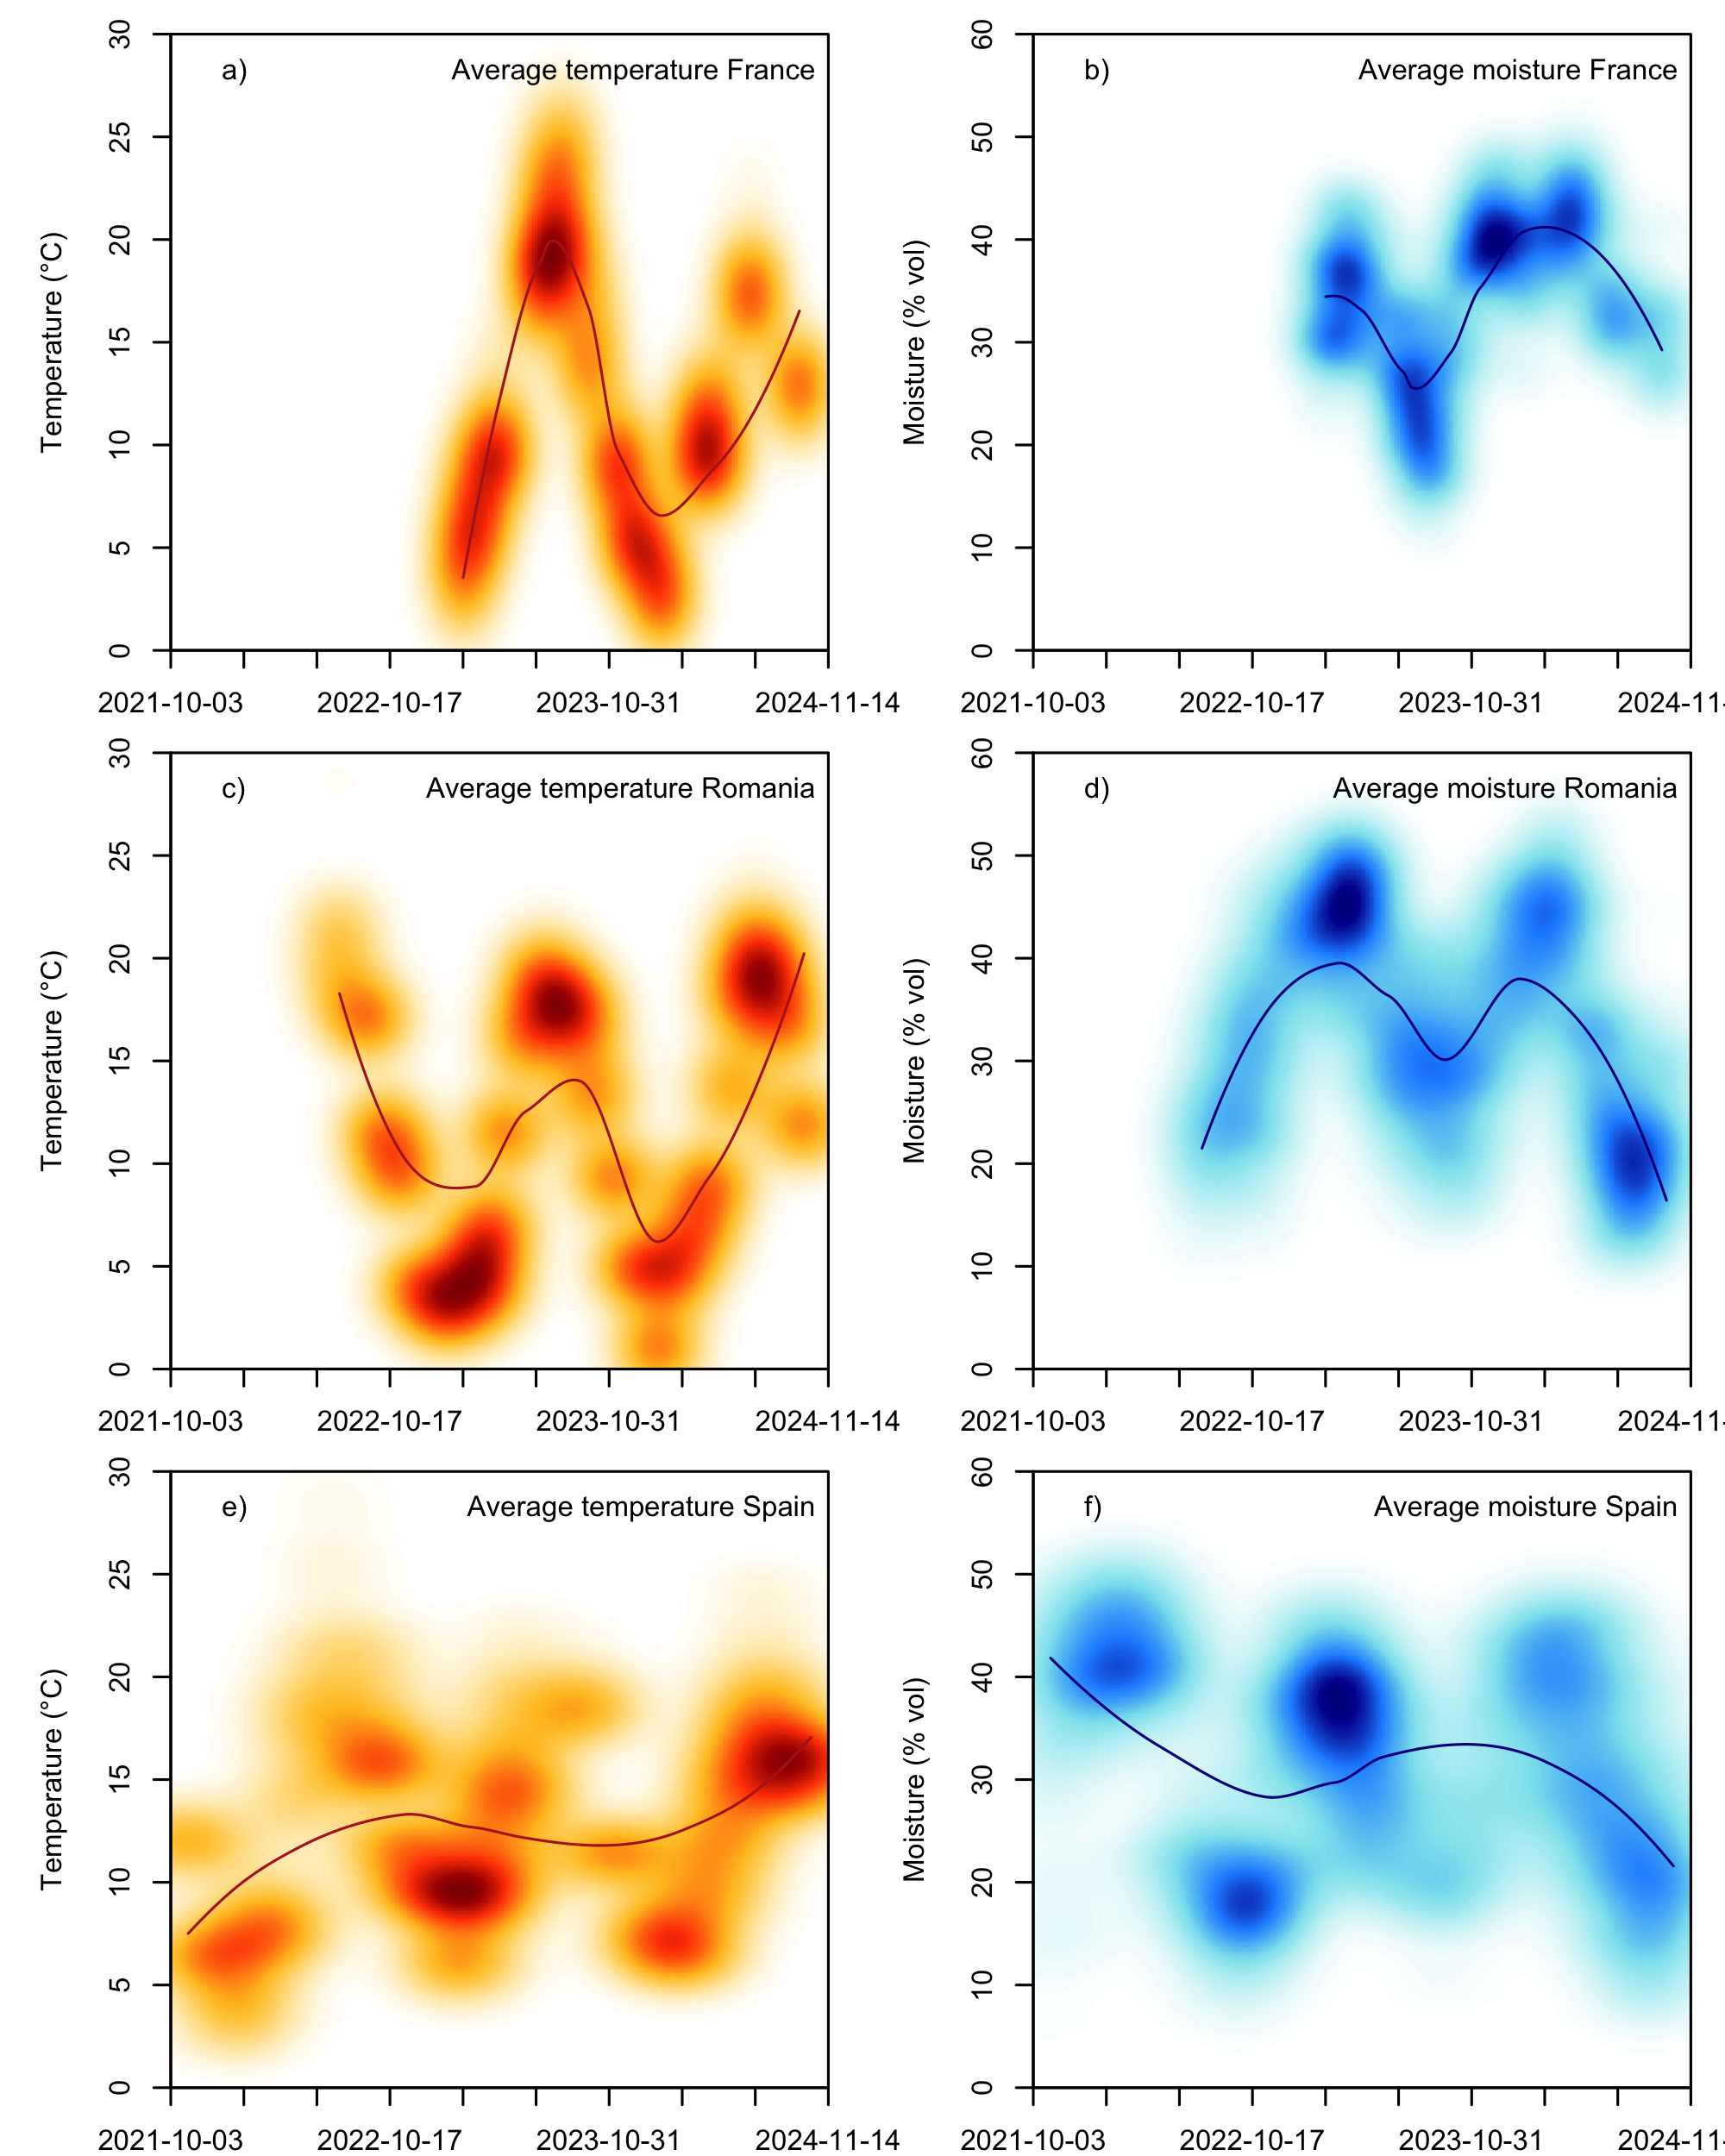 a) Average temperature France
Temperature (°C)
0 5 10 15 20 25 30
2021-10-03 2022-10-17 2023-10-31 2024-11-14
b) Average moisture France
Moisture (% vol)
0 10 20 30 40 50 60
2021-10-03 2022-10-17 2023-10-31 2024-11-
c) Average temperature Romania
Temperature (°C)
0 5 10 15 20 25 30
2021-10-03 2022-10-17 2023-10-31 2024-11-14
d) Average moisture Romania
Moisture (% vol)
0 10 20 30 40 50 60
2021-10-03 2022-10-17 2023-10-31 2024-11-
e) Average temperature Spain
Temperature (°C)
0 5 10 15 20 25 30
2021-10-03 2022-10-17 2023-10-31 2024-11-14
f) Average moisture Spain
Moisture (% vol)
0 10 20 30 40 50 60
2021-10-03 2022-10-17 2023-10-31 2024-11-